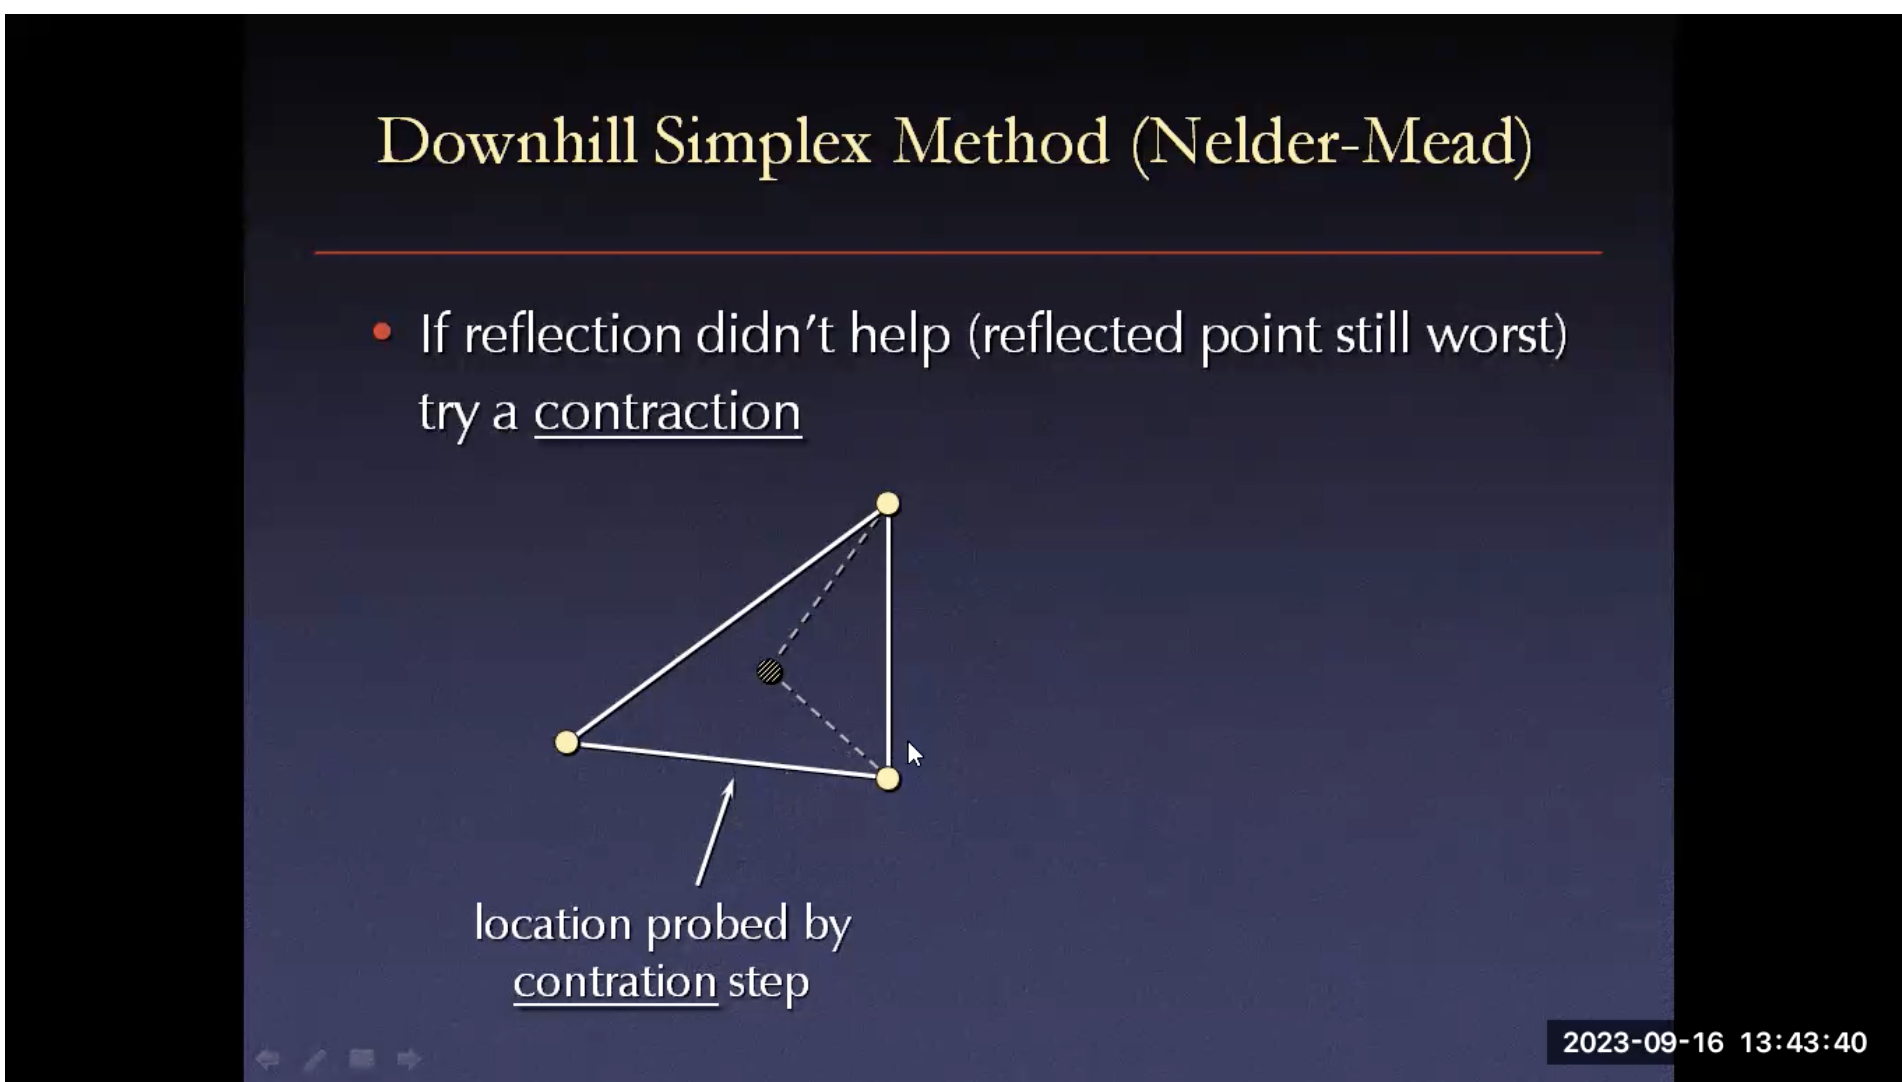 Downhill Simplex Method (Nelder-Mead)
• If reflection didn't help (reflected point still worst)
try a contraction
location probed by
contration step
2023-09-16 13:43:40